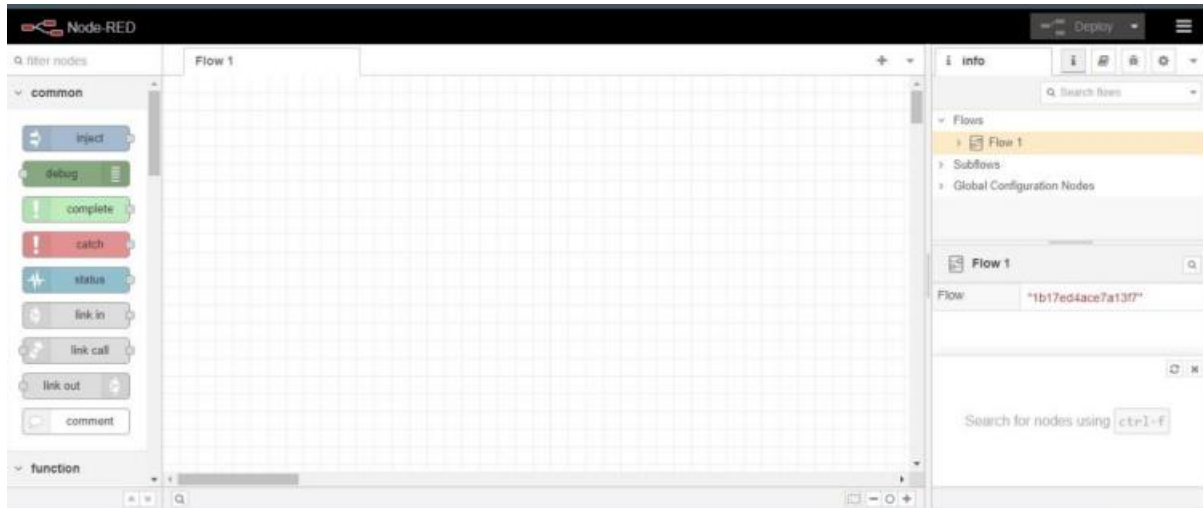 Node-RED
Deploy
filter nodes
Flow 1
i info
common
Search flows
inject
debug
complete
catch
status
link in
link call
link out
comment
function
Flows
Flow 1
Subflows
Global Configuration Nodes
Flow 1
Flow "1b17ed4ace7a13f7"
Search for nodes using ctrl-f